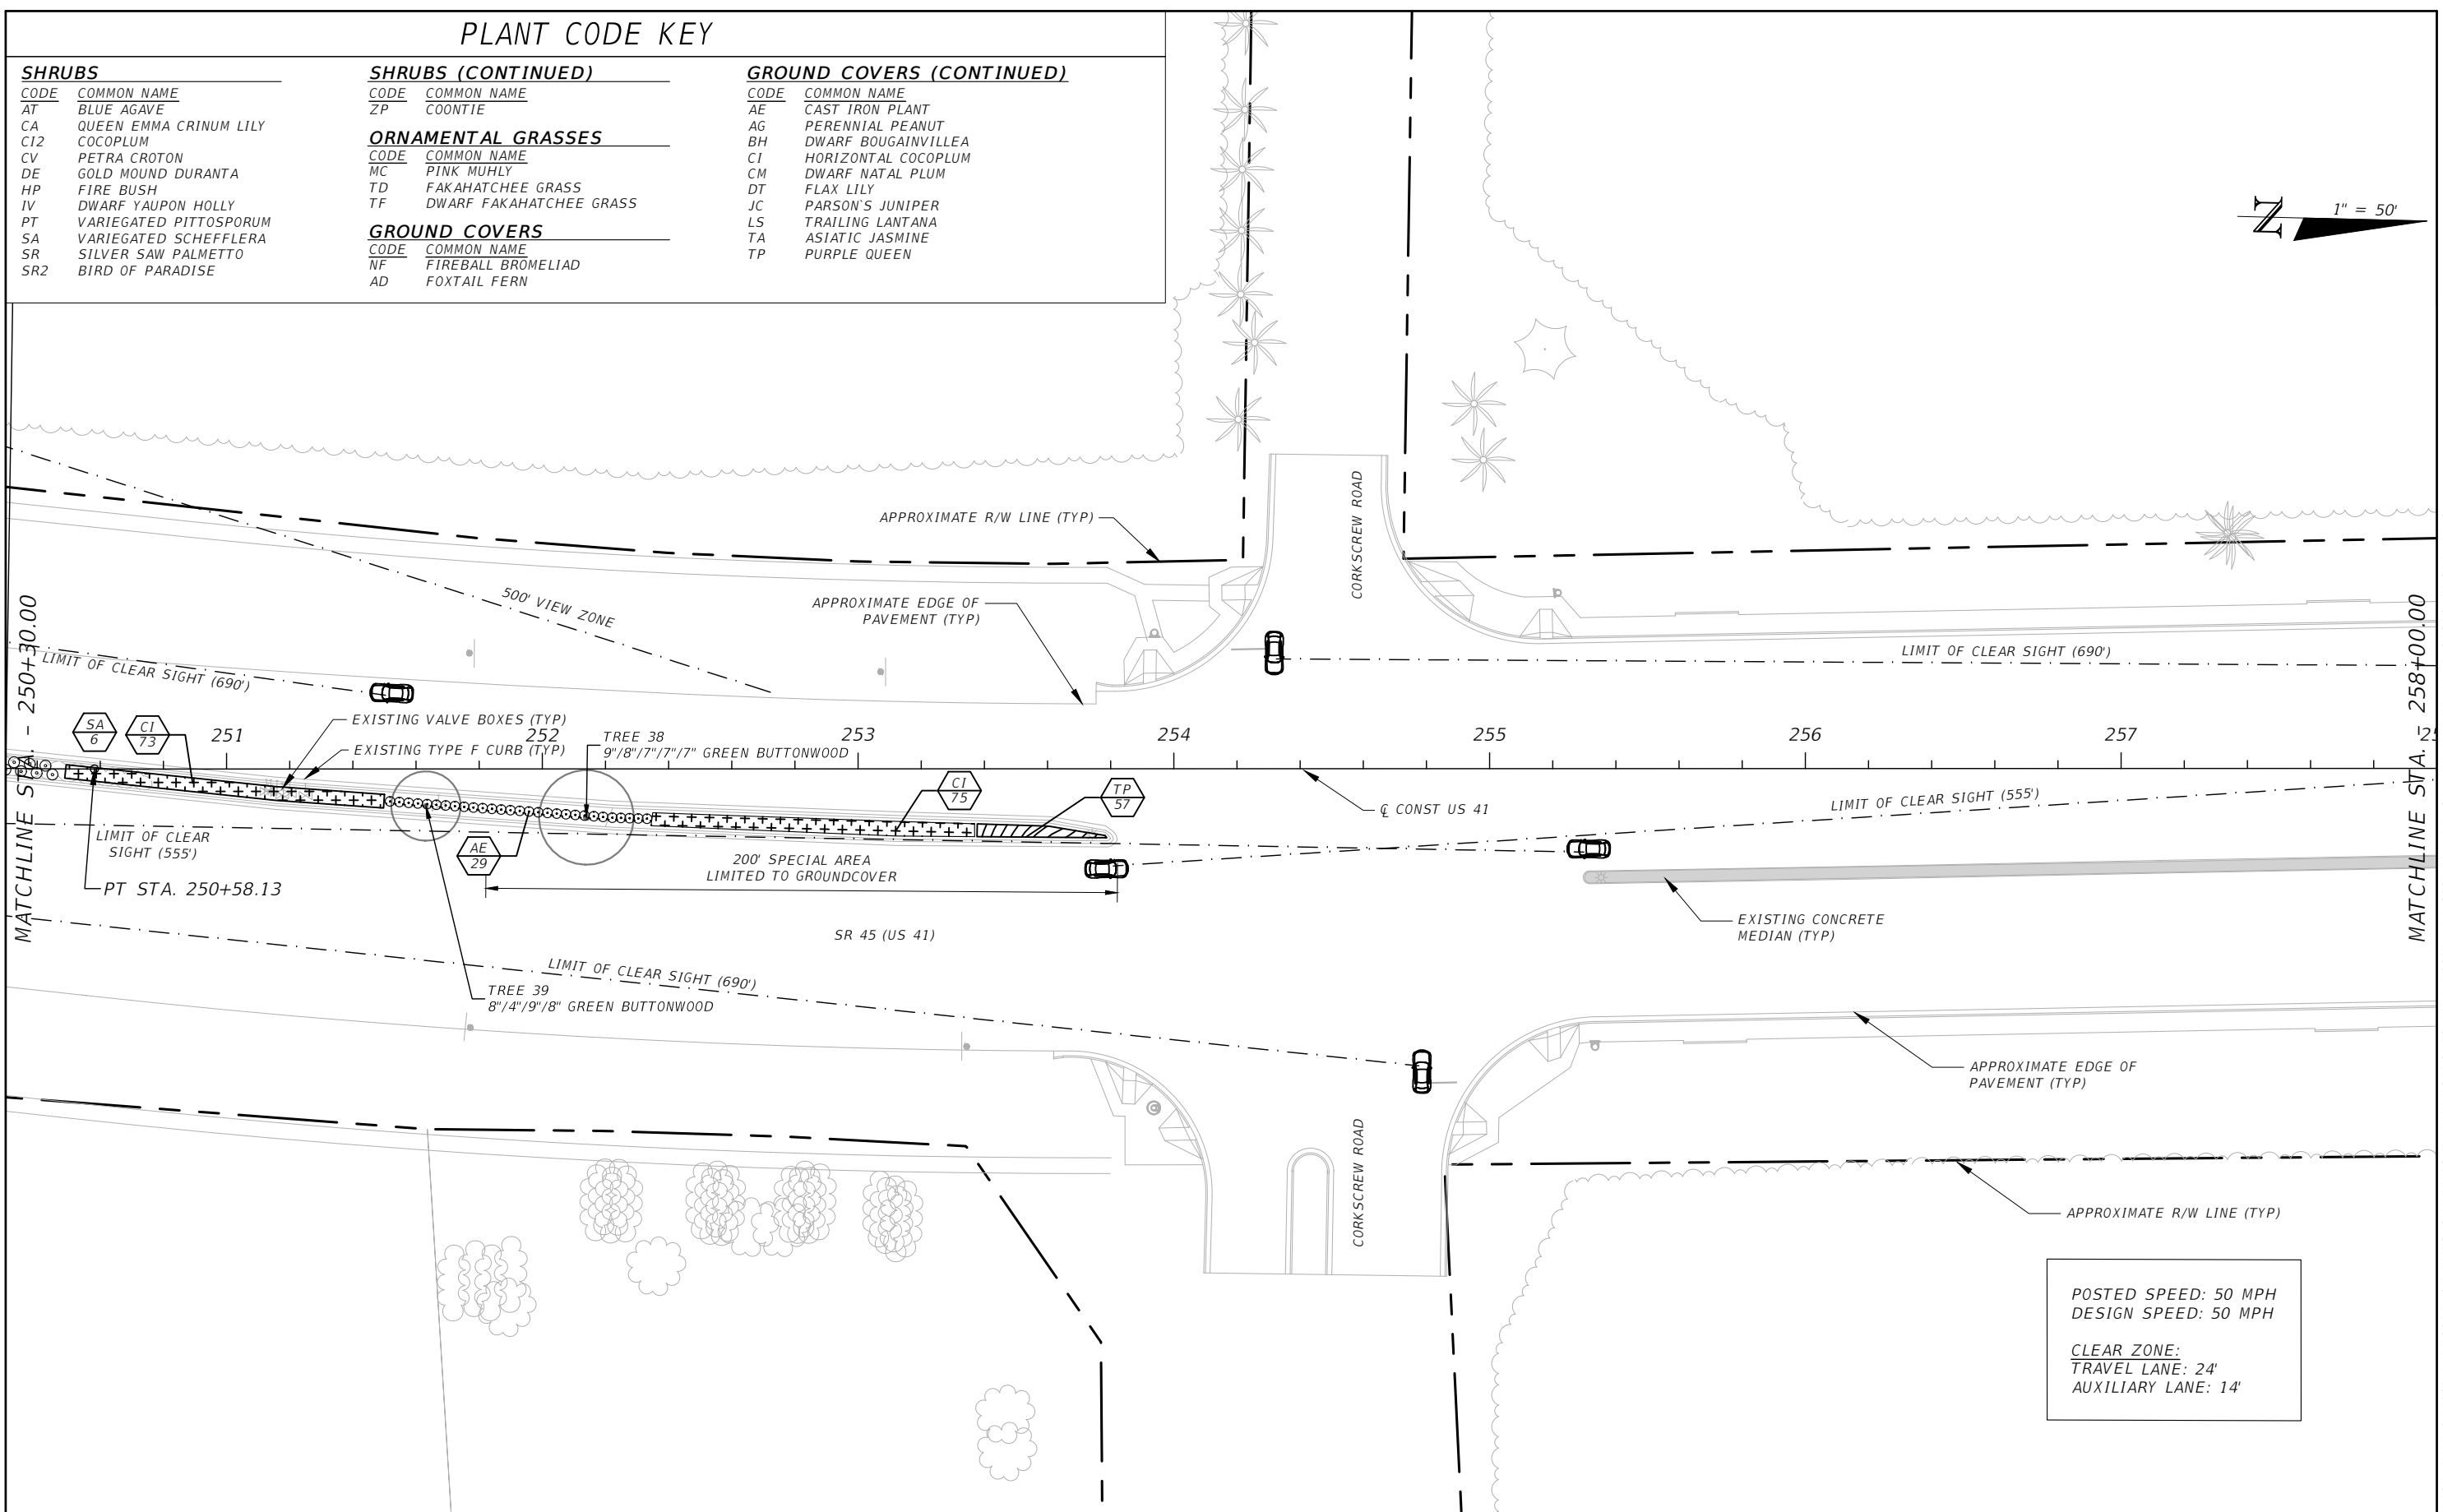 PLANT CODE KEY
SHRUBS
CODE COMMON NAME
AT BLUE AGAVE
CA QUEEN EMMA CRINUM LILY
CI2 COCOPLUM
CV PETRA CROTON
DE GOLD MOUND DURANTA
HP FIRE BUSH
IV DWARF YAUPON HOLLY
PT VARIEGATED PITTOSPORUM
SA VARIEGATED SCHEFFLERA
SR SILVER SAW PALMETTO
SR2 BIRD OF PARADISE
SHRUBS (CONTINUED)
CODE COMMON NAME
ZP COONTIE
ORNAMENTAL GRASSES
CODE COMMON NAME
MC PINK MUHLY
TD FAKAHATCHEE GRASS
TF DWARF FAKAHATCHEE GRASS
GROUND COVERS
CODE COMMON NAME
NF FIREBALL BROMELIAD
AD FOXTAIL FERN
GROUND COVERS (CONTINUED)
CODE COMMON NAME
AE CAST IRON PLANT
AG PERENNIAL PEANUT
BH DWARF BOUGAINVILLEA
CI HORIZONTAL COCOPLUM
CM DWARF NATAL PLUM
DT FLAX LILY
JC PARSON`S JUNIPER
LS TRAILING LANTANA
TA ASIATIC JASMINE
TP PURPLE QUEEN
N
1" = 50'
APPROXIMATE R/W LINE (TYP)
CORKSCREW ROAD
500' VIEW ZONE
APPROXIMATE EDGE OF
PAVEMENT (TYP)
LIMIT OF CLEAR SIGHT (690')
LIMIT OF CLEAR SIGHT (690')
MATCHLINE STA. - 250+30.00
MATCHLINE STA. - 258+00.00
SA
6
CI
73
251
EXISTING VALVE BOXES (TYP)
252
EXISTING TYPE F CURB (TYP)
TREE 38
9"/8"/7"/7"/7" GREEN BUTTONWOOD
253
254
255
256
257
25
CI
75
TP
57
℄ CONST US 41
LIMIT OF CLEAR SIGHT (555')
LIMIT OF CLEAR
SIGHT (555')
AE
29
200' SPECIAL AREA
LIMITED TO GROUNDCOVER
PT STA. 250+58.13
EXISTING CONCRETE
MEDIAN (TYP)
SR 45 (US 41)
LIMIT OF CLEAR SIGHT (690')
TREE 39
8"/4"/9"/8" GREEN BUTTONWOOD
APPROXIMATE EDGE OF
PAVEMENT (TYP)
CORKSCREW ROAD
APPROXIMATE R/W LINE (TYP)
POSTED SPEED: 50 MPH
DESIGN SPEED: 50 MPH
CLEAR ZONE:
TRAVEL LANE: 24'
AUXILIARY LANE: 14'